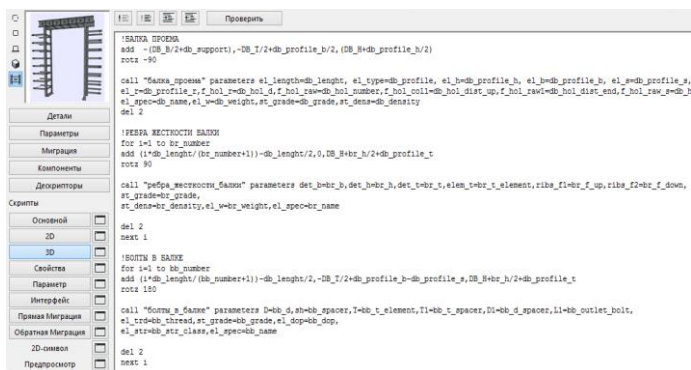 Проверить
!БАЛКА ПРОЕМА
add -(DB_B/2+db_support),-DB_T/2+db_profile_b/2,(DB_H+db_profile_h/2)
rotz -90
call "балка_проема" parameters el_length=db_lenght, el_type=db_profile, el_h=db_profile_h, el_b=db_profile_b, el_s=db_profile_s,
el_r=db_profile_r,f_hol_r=db_hol_d,f_hol_raw=db_hol_number,f_hol_coll=db_hol_dist_up,f_hol_raw1=db_hol_dist_end,f_hol_raw_s=db_h
el_spec=db_name,el_w=db_weight,st_grade=db_grade,st_dens=db_density
del 2
!РЕБРА ЖЕСТКОСТИ БАЛКИ
for i=1 to br_number
add (i*db_lenght/(br_number+1))-db_lenght/2,0,DB_H+br_h/2+db_profile_t
rotz 90
call "ребра_жесткости_балки" parameters det_b=br_b,det_h=br_h,det_t=br_t,elem_t=br_t_element,ribs_f1=br_f_up,ribs_f2=br_f_down,
st_grade=br_grade,
st_dens=br_density,el_w=br_weight,el_spec=br_name
del 2
next i
!БОЛТЫ В БАЛКЕ
for i=1 to bb_number
add (i*db_lenght/(bb_number+1))-db_lenght/2,-DB_T/2+db_profile_b-db_profile_s,DB_H+br_h/2+db_profile_t
rotz 180
call "болты_в_балке" parameters D=bb_d,sh=bb_spacer,T=bb_t_element,T1=bb_t_spacer,D1=bb_d_spacer,L1=bb_outlet_bolt,
el_trd=bb_thread,st_grade=bb_grade,el_dop=bb_dop,
el_str=bb_str_class,el_spec=bb_name
del 2
next i
Детали
Параметры
Миграция
Компоненты
Дескрипторы
Скрипты
Основной
2D
3D
Свойства
Параметр
Интерфейс
Прямая Миграция
Обратная Миграция
2D-символ
Предпросмотр